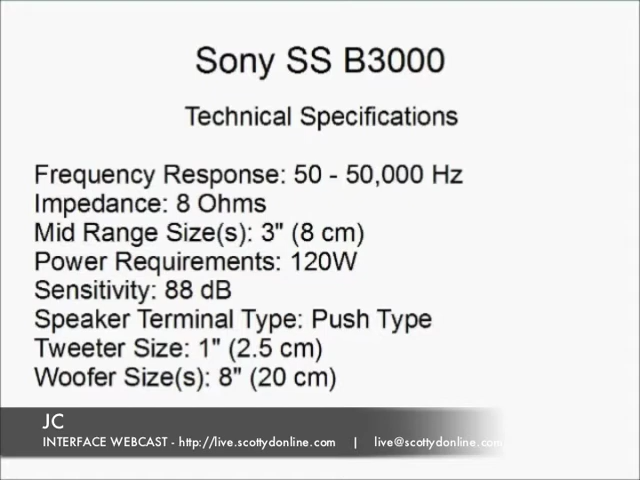 Sony SS B3000
Technical Specifications
Frequency Response: 50 - 50,000 Hz
Impedance: 8 Ohms
Mid Range Size(s): 3" (8 cm)
Power Requirements: 120W
Sensitivity: 88 dB
Speaker Terminal Type: Push Type
Tweeter Size: 1" (2.5 cm)
Woofer Size(s): 8" (20 cm)
JC
INTERFACE WEBCAST - http://live.scottydonline.com | live@scottydonline.com